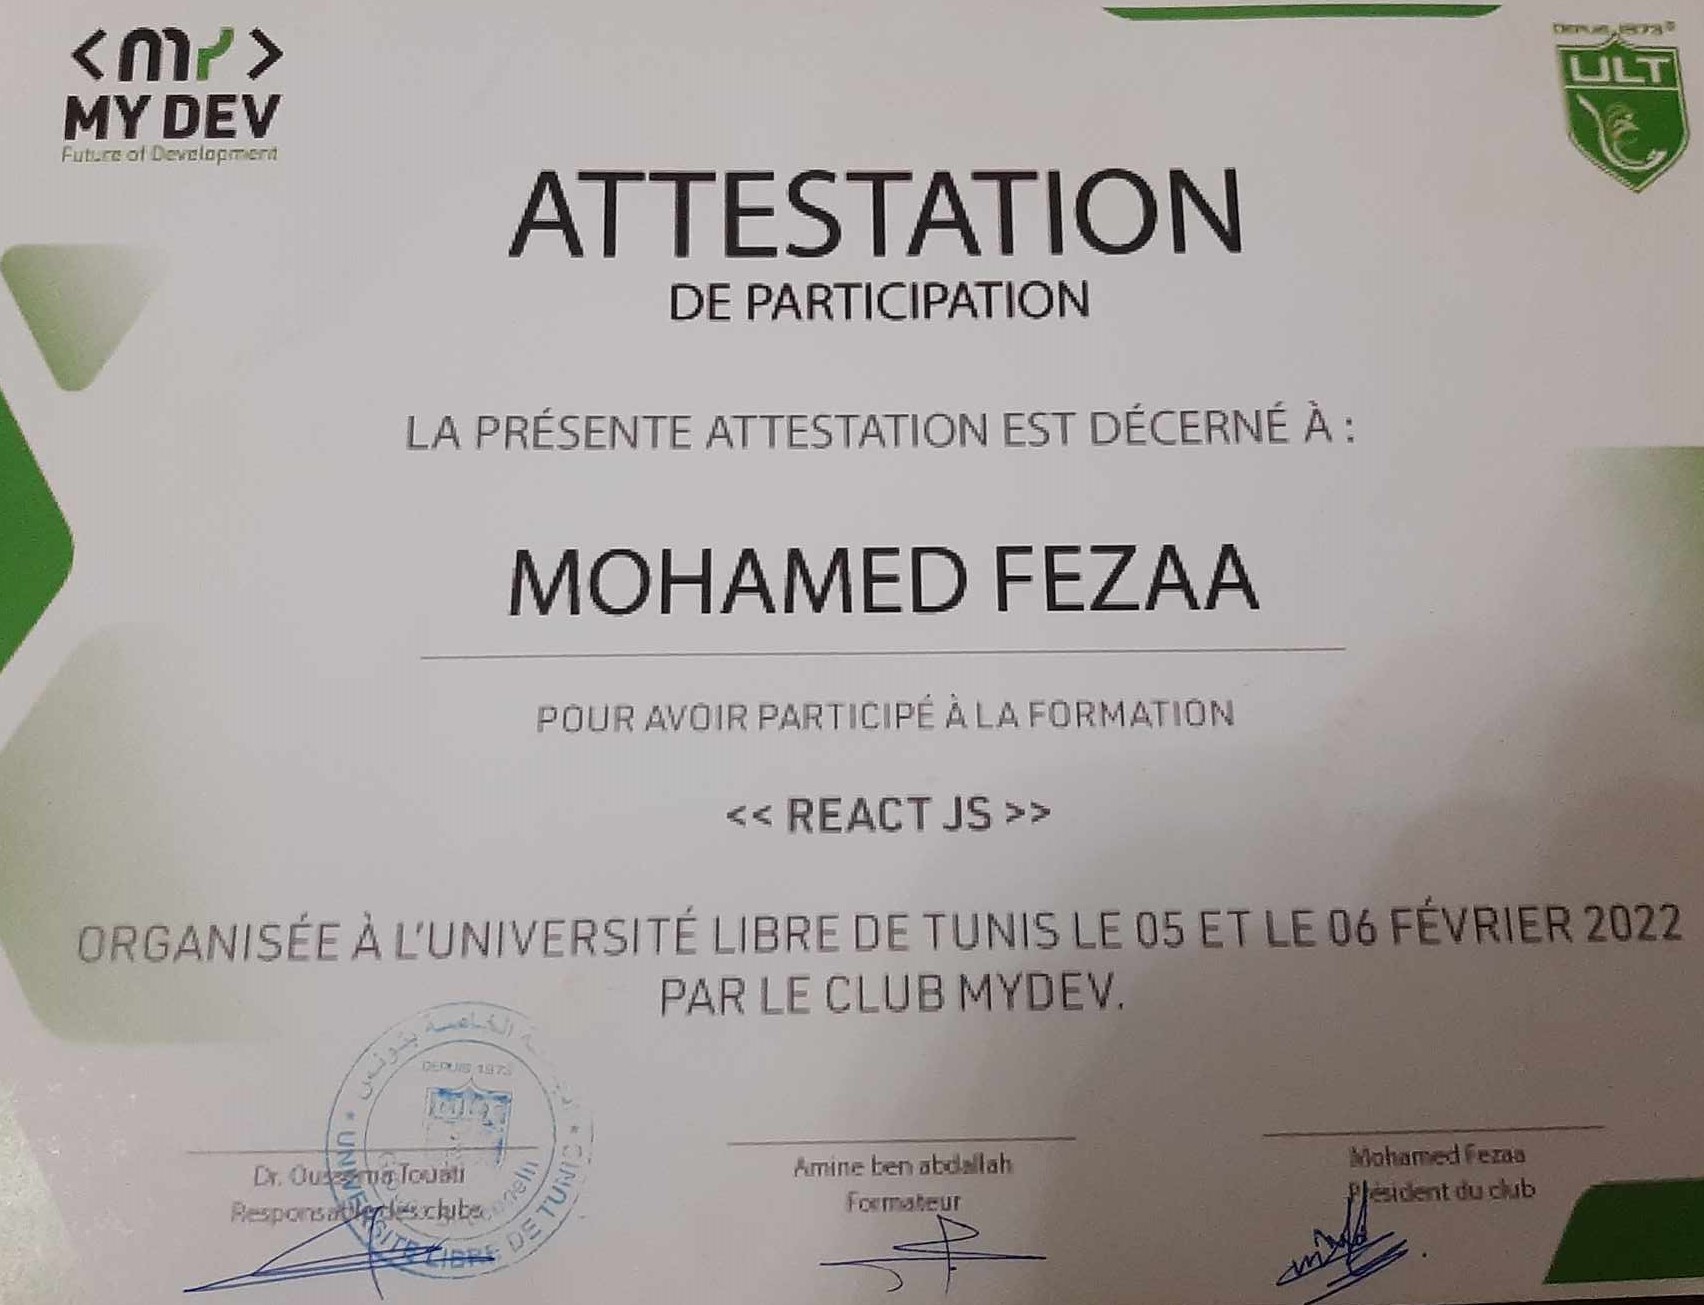 MY DEV
Future of Development
DEPUIS 1973
ULT
ATTESTATION
DE PARTICIPATION
LA PRÉSENTE ATTESTATION EST DÉCERNÉ À :
MOHAMED FEZAA
POUR AVOIR PARTICIPÉ À LA FORMATION
<< REACT JS >>
ORGANISÉE À L'UNIVERSITÉ LIBRE DE TUNIS LE 05 ET LE 06 FÉVRIER 2022
PAR LE CLUB MYDEV.
الخاصة بتونس
DEPUIS 1973
UNIVERSITE LIBRE DE TUNIS
Dr. Oussema Touati
Responsable des clubs
Amine ben abdallah
Formateur
Mohamed Fezaa
Président du club